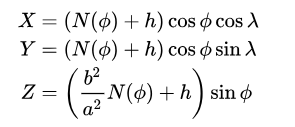 X = (N(ϕ) + h) cos ϕ cos λ
Y = (N(ϕ) + h) cos ϕ sin λ
Z = (b²/a² N(ϕ) + h) sin ϕ